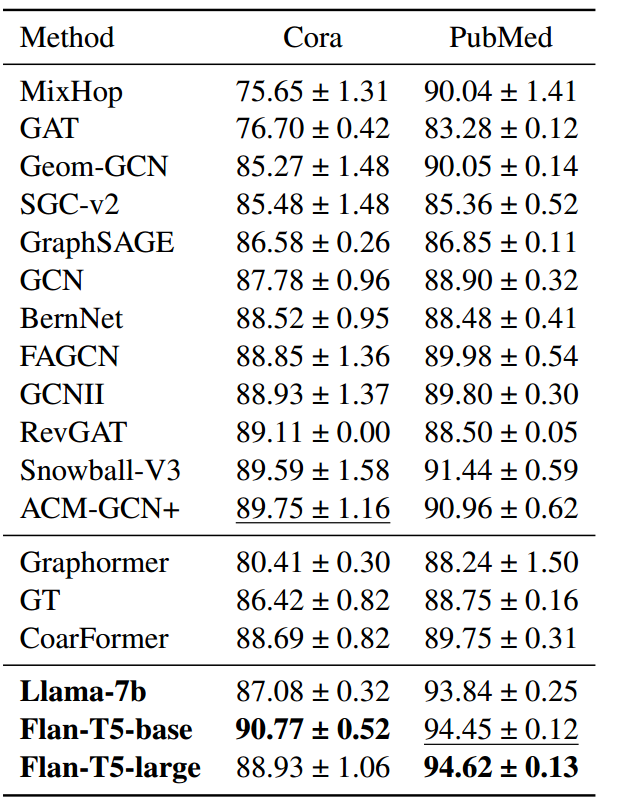 Method Cora PubMed
MixHop 75.65 ± 1.31 90.04 ± 1.41
GAT 76.70 ± 0.42 83.28 ± 0.12
Geom-GCN 85.27 ± 1.48 90.05 ± 0.14
SGC-v2 85.48 ± 1.48 85.36 ± 0.52
GraphSAGE 86.58 ± 0.26 86.85 ± 0.11
GCN 87.78 ± 0.96 88.90 ± 0.32
BernNet 88.52 ± 0.95 88.48 ± 0.41
FAGCN 88.85 ± 1.36 89.98 ± 0.54
GCNII 88.93 ± 1.37 89.80 ± 0.30
RevGAT 89.11 ± 0.00 88.50 ± 0.05
Snowball-V3 89.59 ± 1.58 91.44 ± 0.59
ACM-GCN+ 89.75 ± 1.16 90.96 ± 0.62
Graphormer 80.41 ± 0.30 88.24 ± 1.50
GT 86.42 ± 0.82 88.75 ± 0.16
CoarFormer 88.69 ± 0.82 89.75 ± 0.31
Llama-7b 87.08 ± 0.32 93.84 ± 0.25
Flan-T5-base 90.77 ± 0.52 94.45 ± 0.12
Flan-T5-large 88.93 ± 1.06 94.62 ± 0.13